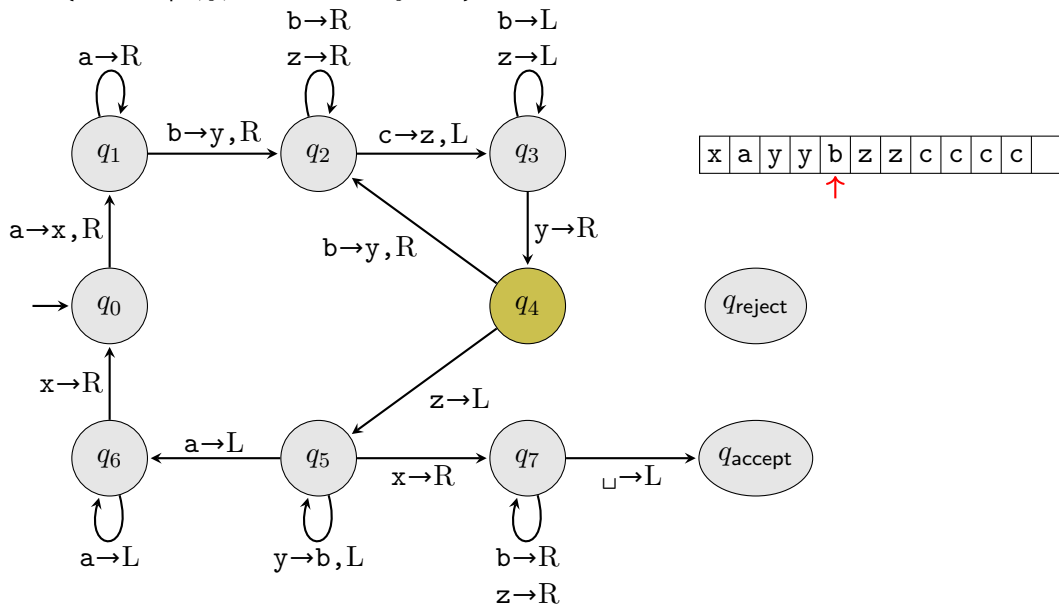 b→R
z→R
b→L
z→L
a→R
q1
b→y,R
q2
c→z,L
q3
x a y y b z z c c c c
↑
a→x,R
b→y,R
y→R
q0
q4
qreject
x→R
z→L
q6
a→L
q5
x→R
q7
␣→L
qaccept
a→L
y→b,L
b→R
z→R